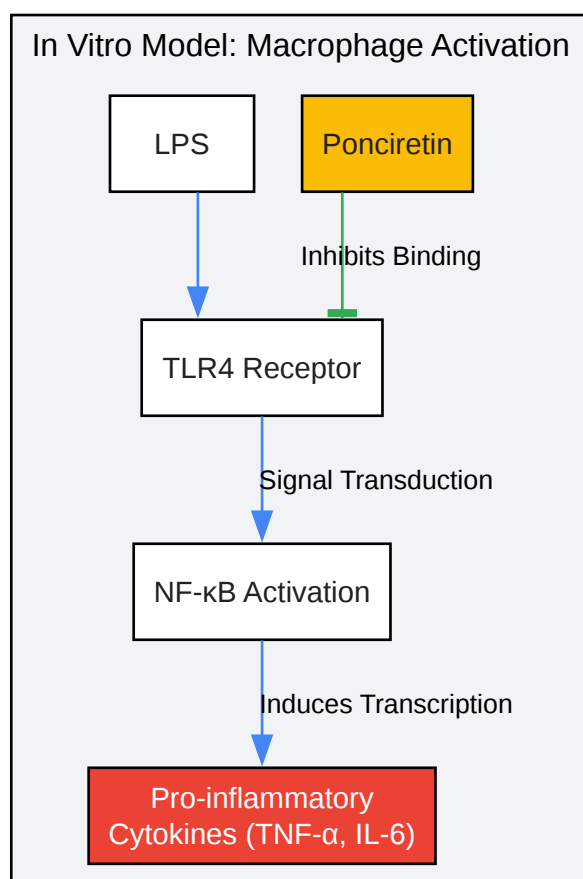 In Vitro Model: Macrophage Activation
LPS
Ponciretin
Inhibits Binding
TLR4 Receptor
Signal Transduction
NF-κB Activation
Induces Transcription
Pro-inflammatory
Cytokines (TNF-α, IL-6)